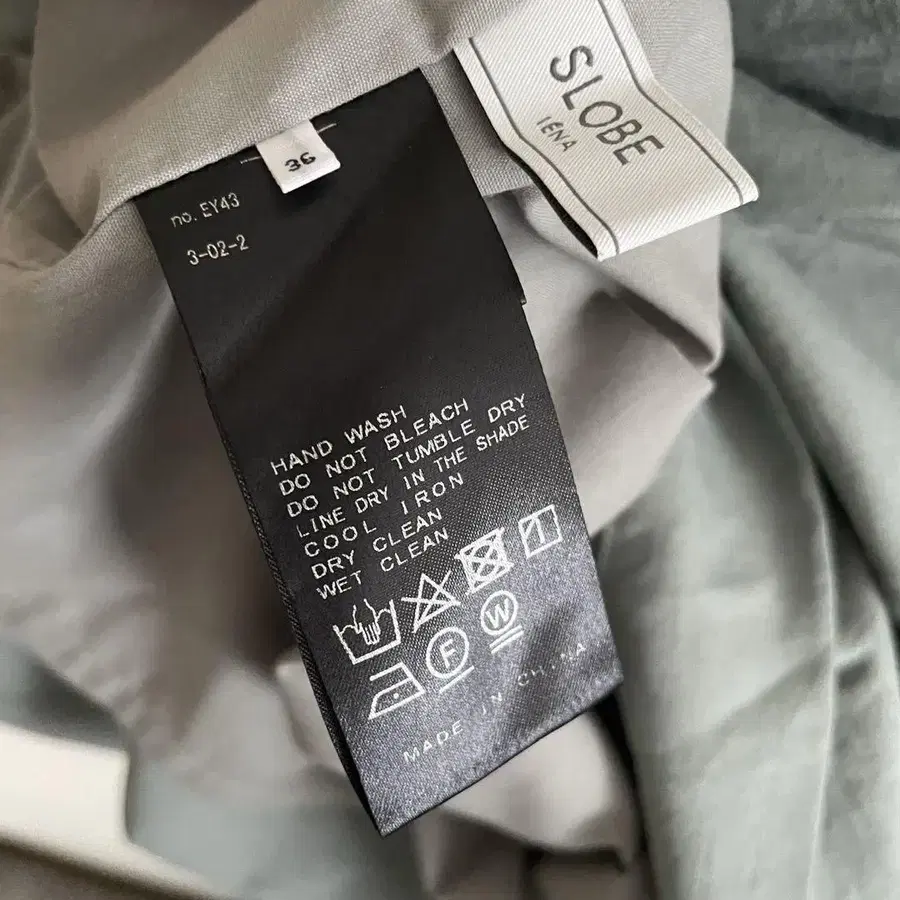 SLOBE
IÉNA
36
no. EY43
3-02-2
HAND WASH
DO NOT BLEACH
DO NOT TUMBLE DRY
LINE DRY IN THE SHADE
COOL IRON
DRY CLEAN
WET CLEAN
F
W
MADE IN CHINA